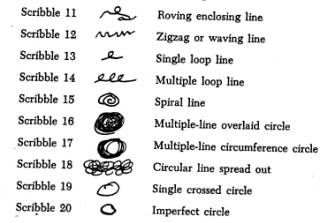 Scribble 11 Roving enclosing line
Scribble 12 Zigzag or waving line
Scribble 13 Single loop line
Scribble 14 Multiple loop line
Scribble 15 Spiral line
Scribble 16 Multiple-line overlaid circle
Scribble 17 Multiple-line circumference circle
Scribble 18 Circular line spread out
Scribble 19 Single crossed circle
Scribble 20 Imperfect circle